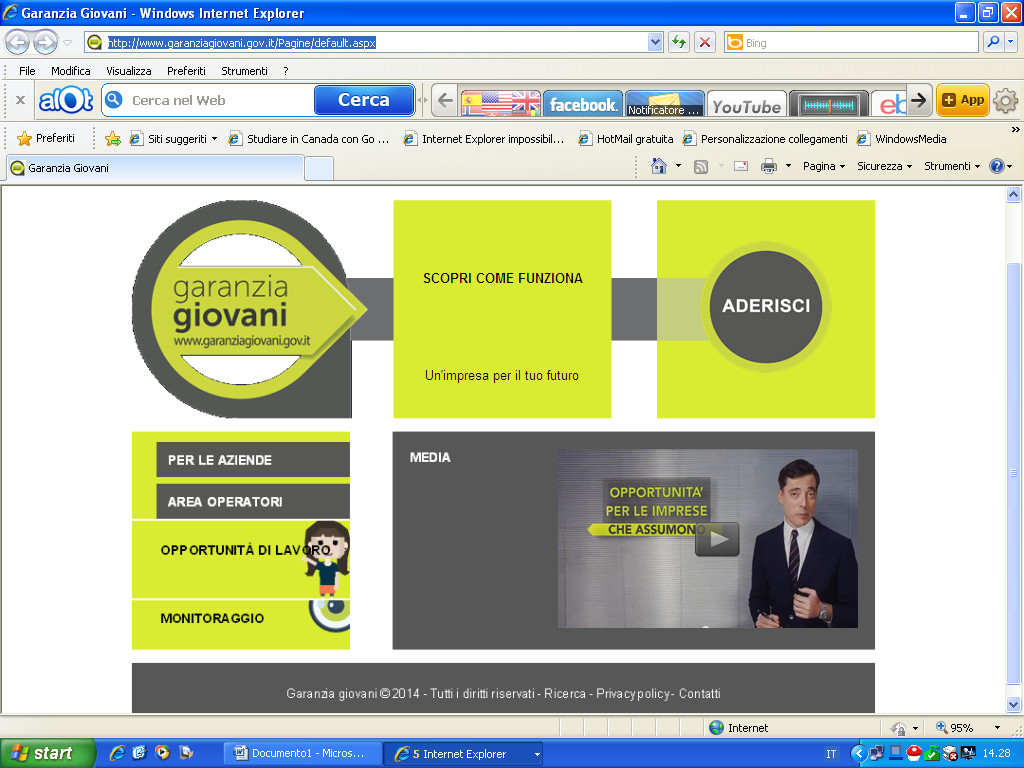 Garanzia Giovani - Windows Internet Explorer
http://www.garanziagiovani.gov.it/Pagine/default.aspx
Bing
File Modifica Visualizza Preferiti Strumenti ?
alot Cerca nel Web Cerca facebook. Notificatore ... YouTube eb App
Preferiti Siti suggeriti Studiare in Canada con Go ... Internet Explorer impossibil... HotMail gratuita Personalizzazione collegamenti WindowsMedia »
Garanzia Giovani Pagina Sicurezza Strumenti
garanzia
giovani
www.garanziagiovani.gov.it
SCOPRI COME FUNZIONA
Un'impresa per il tuo futuro
ADERISCI
PER LE AZIENDE
AREA OPERATORI
OPPORTUNITÀ DI LAVORO
MONITORAGGIO
MEDIA
OPPORTUNITA'
PER LE IMPRESE
CHE ASSUMONO
Garanzia giovani ©2014 - Tutti i diritti riservati - Ricerca - Privacypolicy - Contatti
Internet 95%
start Documento1 - Micros... 5 Internet Explorer IT 14.28